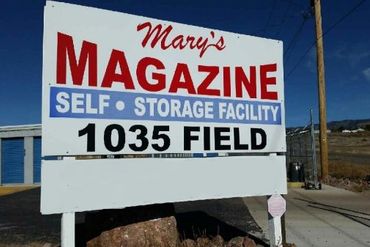 Mary's
MAGAZINE
SELF • STORAGE FACILITY
1035 FIELD